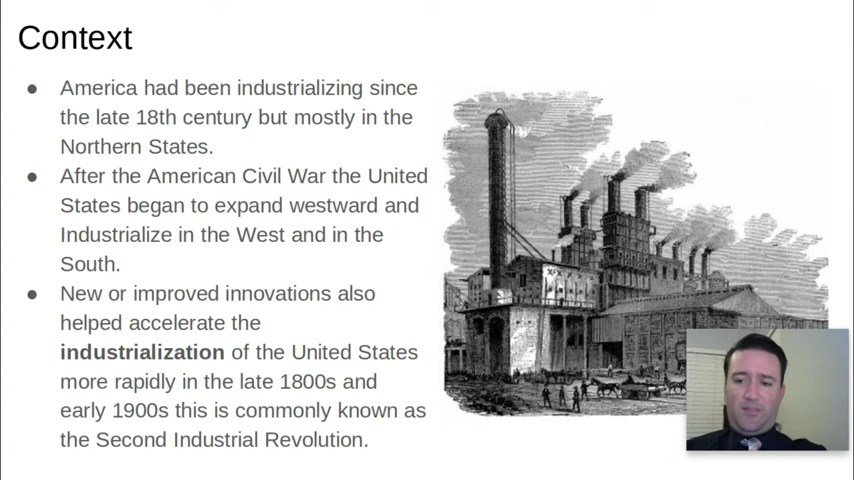 Context
● America had been industrializing since
the late 18th century but mostly in the
Northern States.
● After the American Civil War the United
States began to expand westward and
Industrialize in the West and in the
South.
● New or improved innovations also
helped accelerate the
industrialization of the United States
more rapidly in the late 1800s and
early 1900s this is commonly known as
the Second Industrial Revolution.